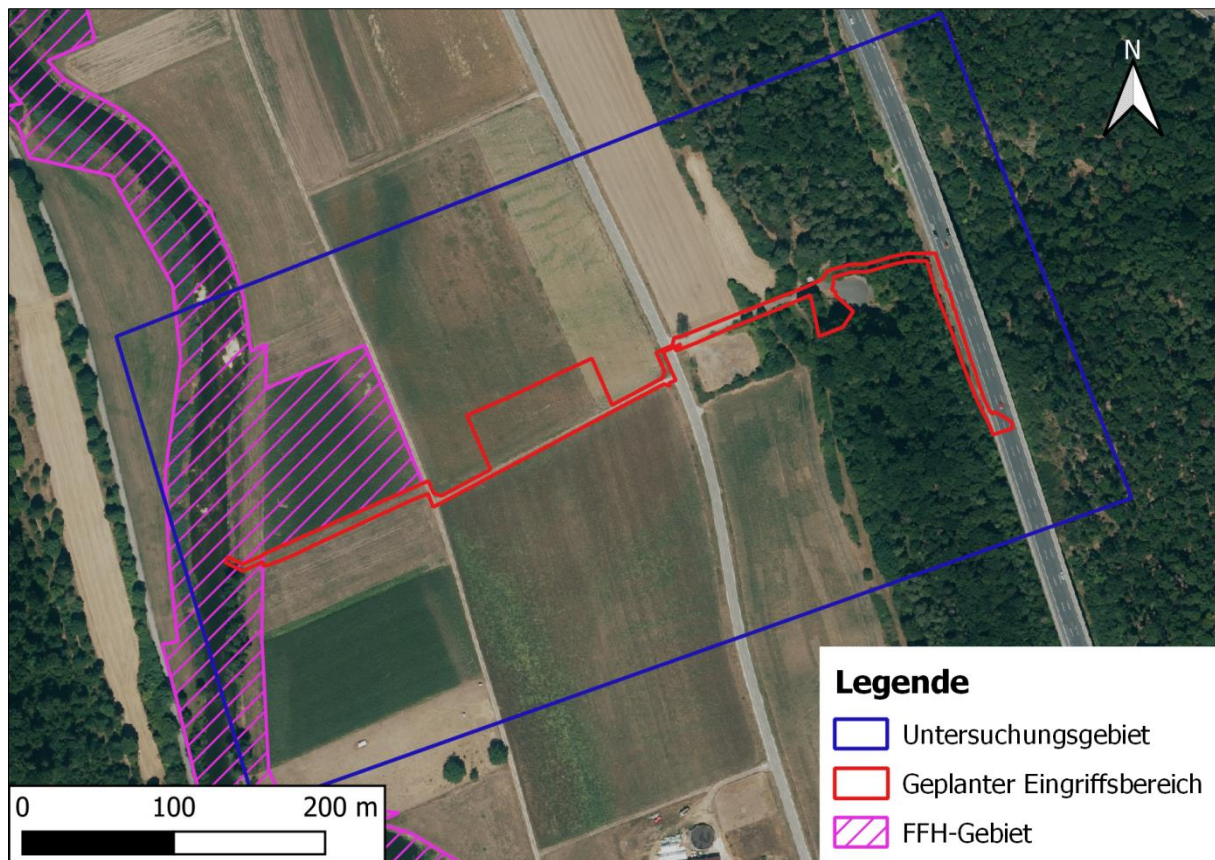 N
Legende
Untersuchungsgebiet
Geplanter Eingriffsbereich
FFH-Gebiet
0 100 200 m